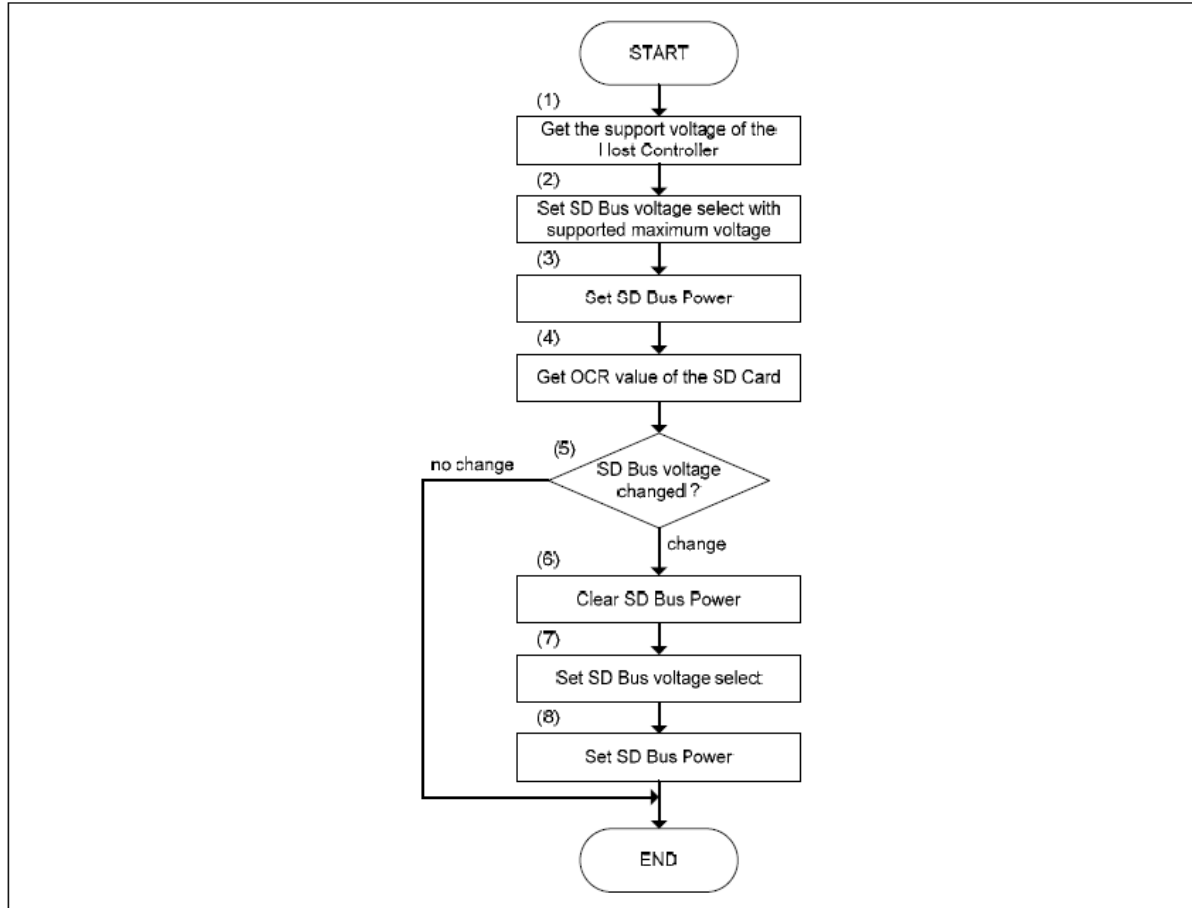 START
(1)
Get the support voltage of the
Host Controller
(2)
Set SD Bus voltage select with
supported maximum voltage
(3)
Set SD Bus Power
(4)
Get OCR value of the SD Card
(5)
no change
SD Bus voltage
changed ?
change
(6)
Clear SD Bus Power
(7)
Set SD Bus voltage select
(8)
Set SD Bus Power
END